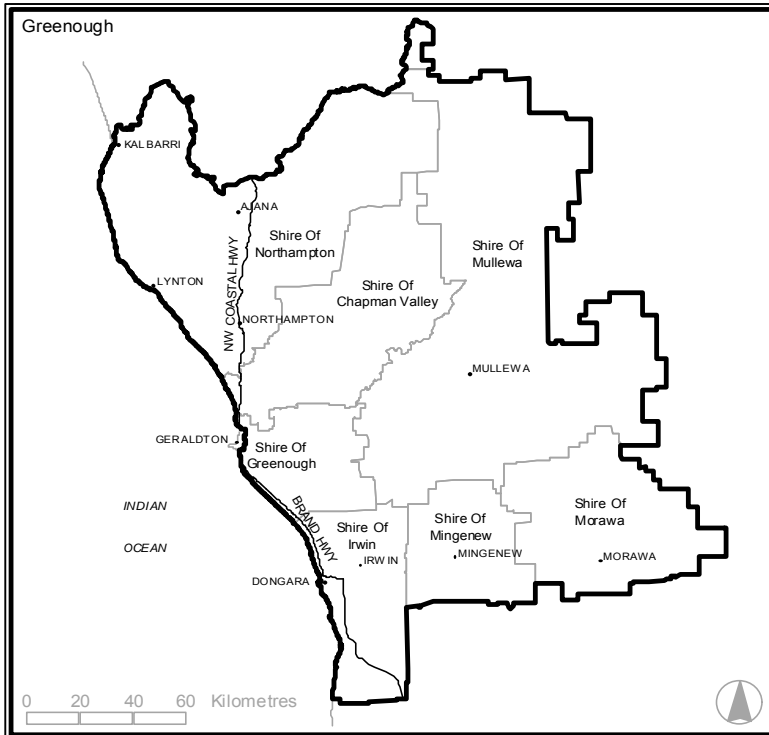 Greenough
KALBARRI
AJANA
Shire Of
Northampton
NW COASTAL HWY
Shire Of
Mullewa
Shire Of
Chapman Valley
LYNTON
NORTHAMPTON
MULLEWA
GERALDTON
Shire Of
Greenough
INDIAN
OCEAN
BRAND HWY
Shire Of
Irwin
IRWIN
Shire Of
Mingenew
MINGENEW
Shire Of
Morawa
MORAWA
DONGARA
0 20 40 60 Kilometres